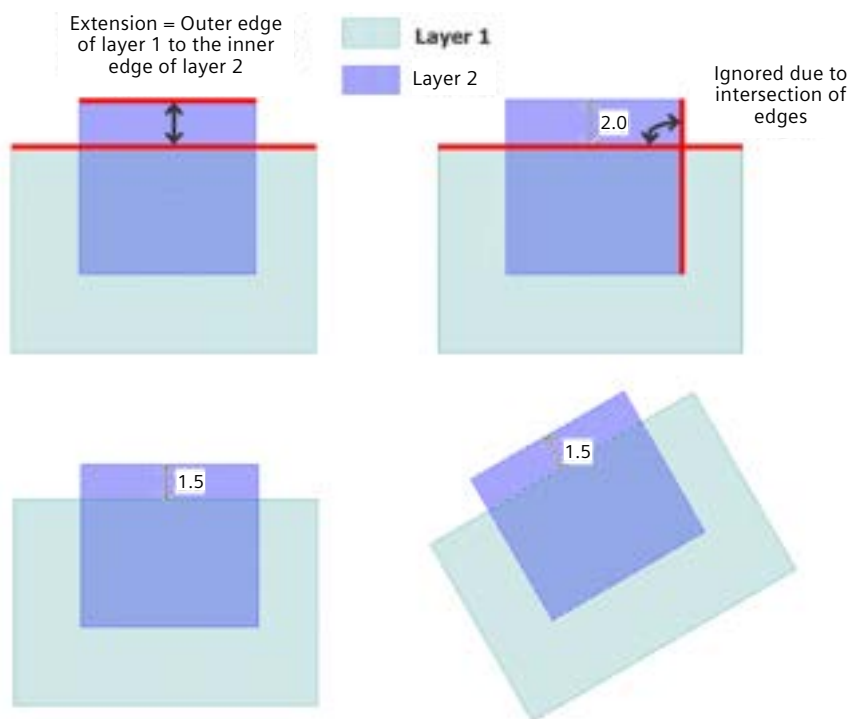 Extension = Outer edge
of layer 1 to the inner
edge of layer 2
Layer 1
Layer 2
Ignored due to
intersection of
edges
2.0
1.5
1.5